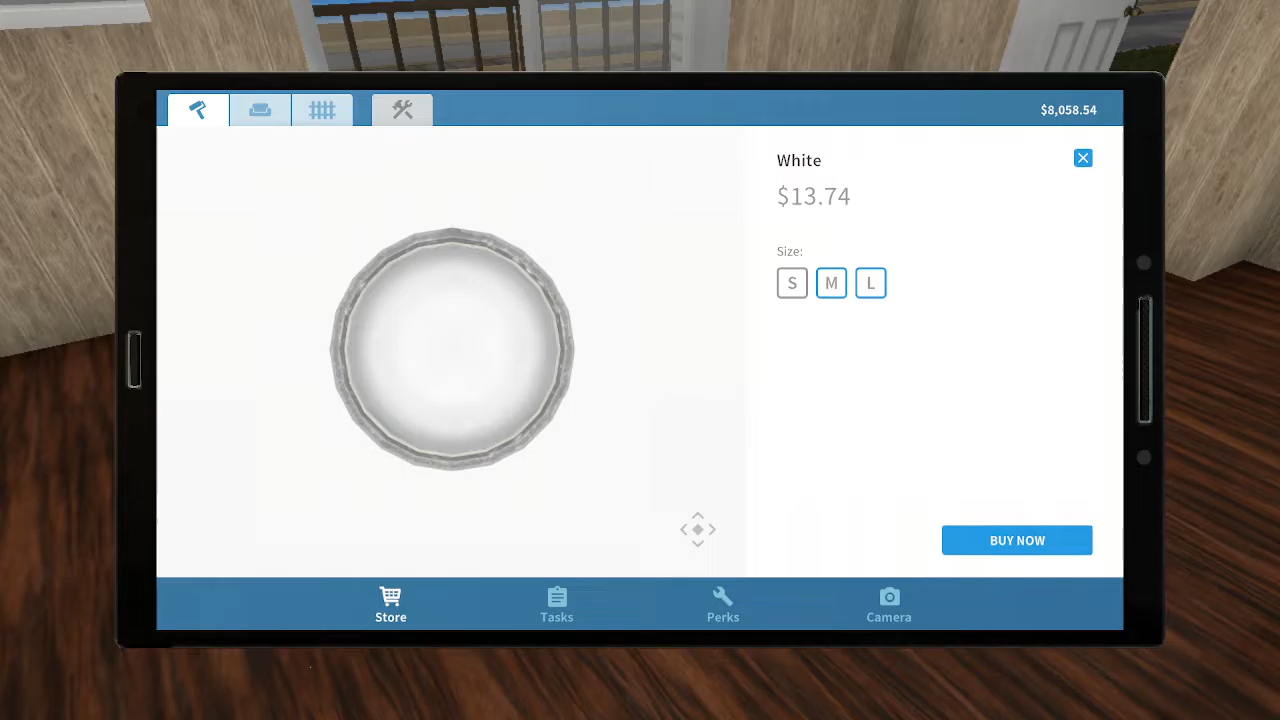 $8,058.54
White
$13.74
Size:
S M L
BUY NOW
Store Tasks Perks Camera